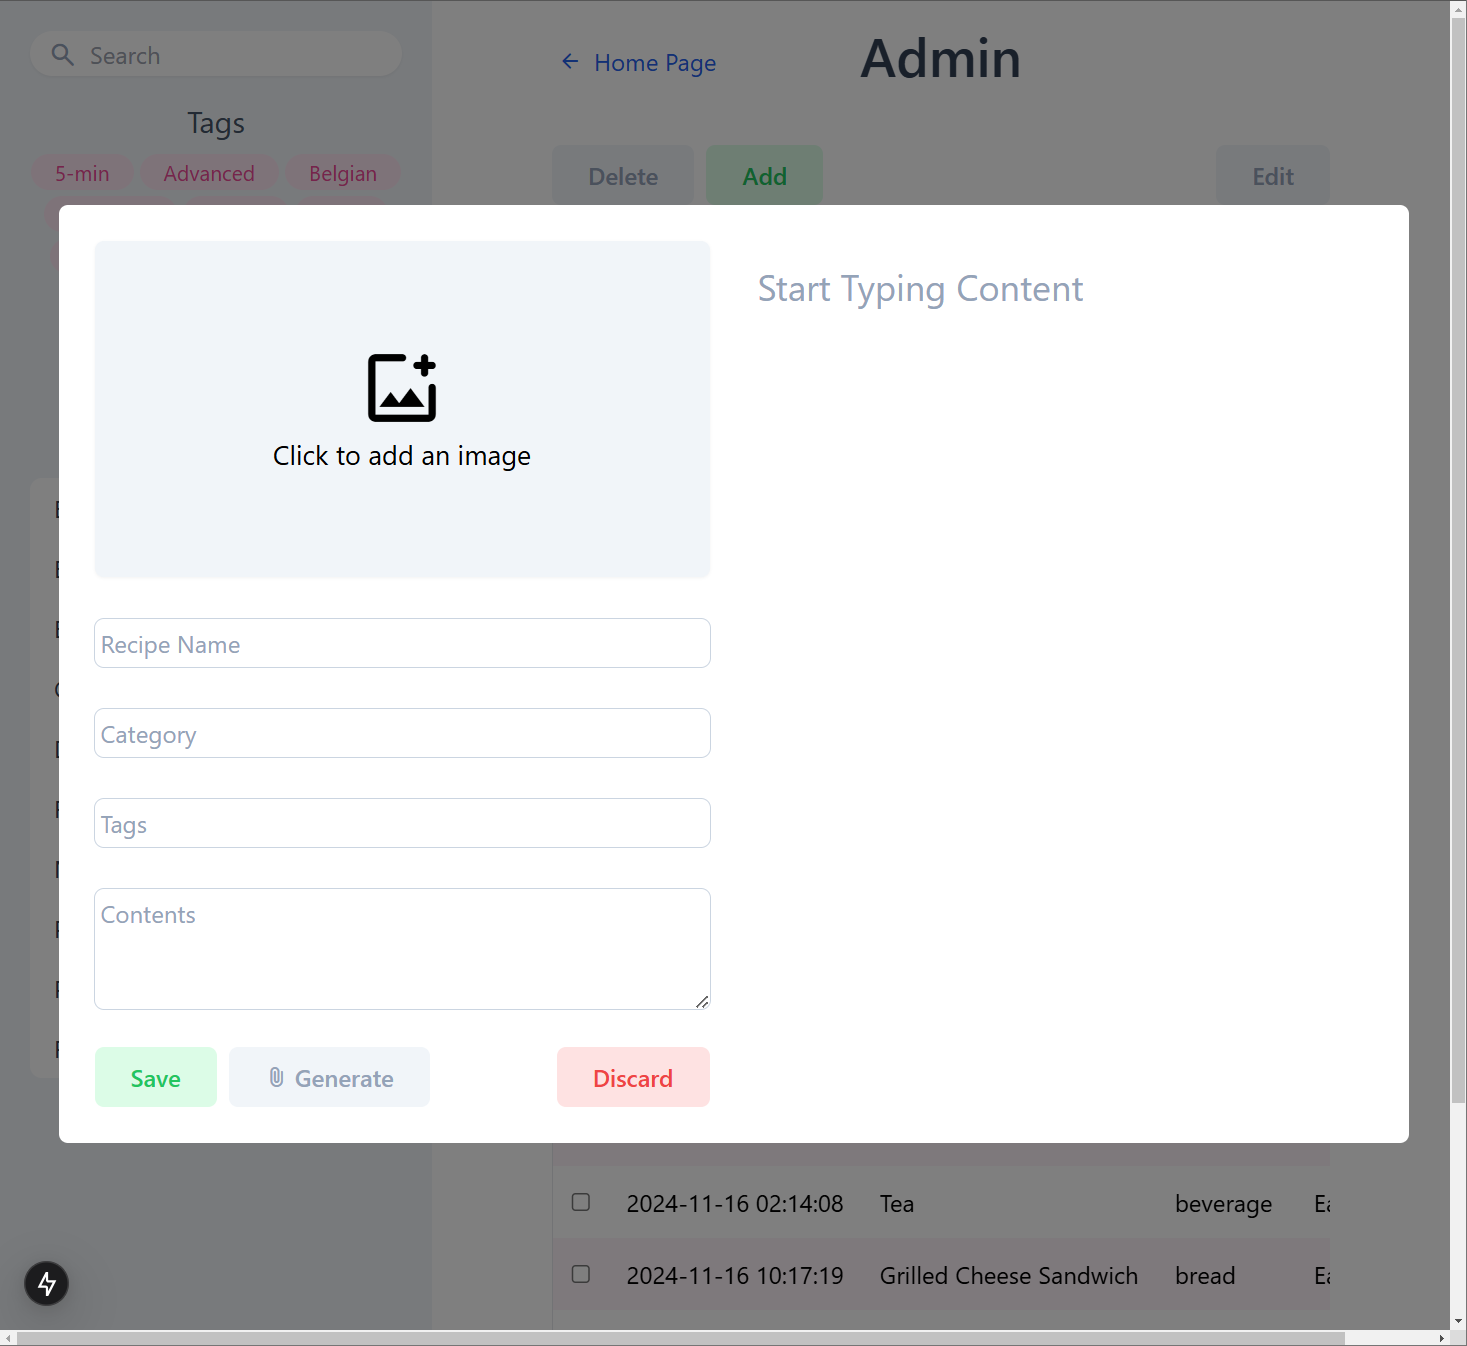 Search
Tags
5-min Advanced Belgian
← Home Page
Admin
Delete Add Edit
Click to add an image
Start Typing Content
Recipe Name
Category
Tags
Contents
Save Generate Discard
2024-11-16 02:14:08 Tea beverage
2024-11-16 10:17:19 Grilled Cheese Sandwich bread